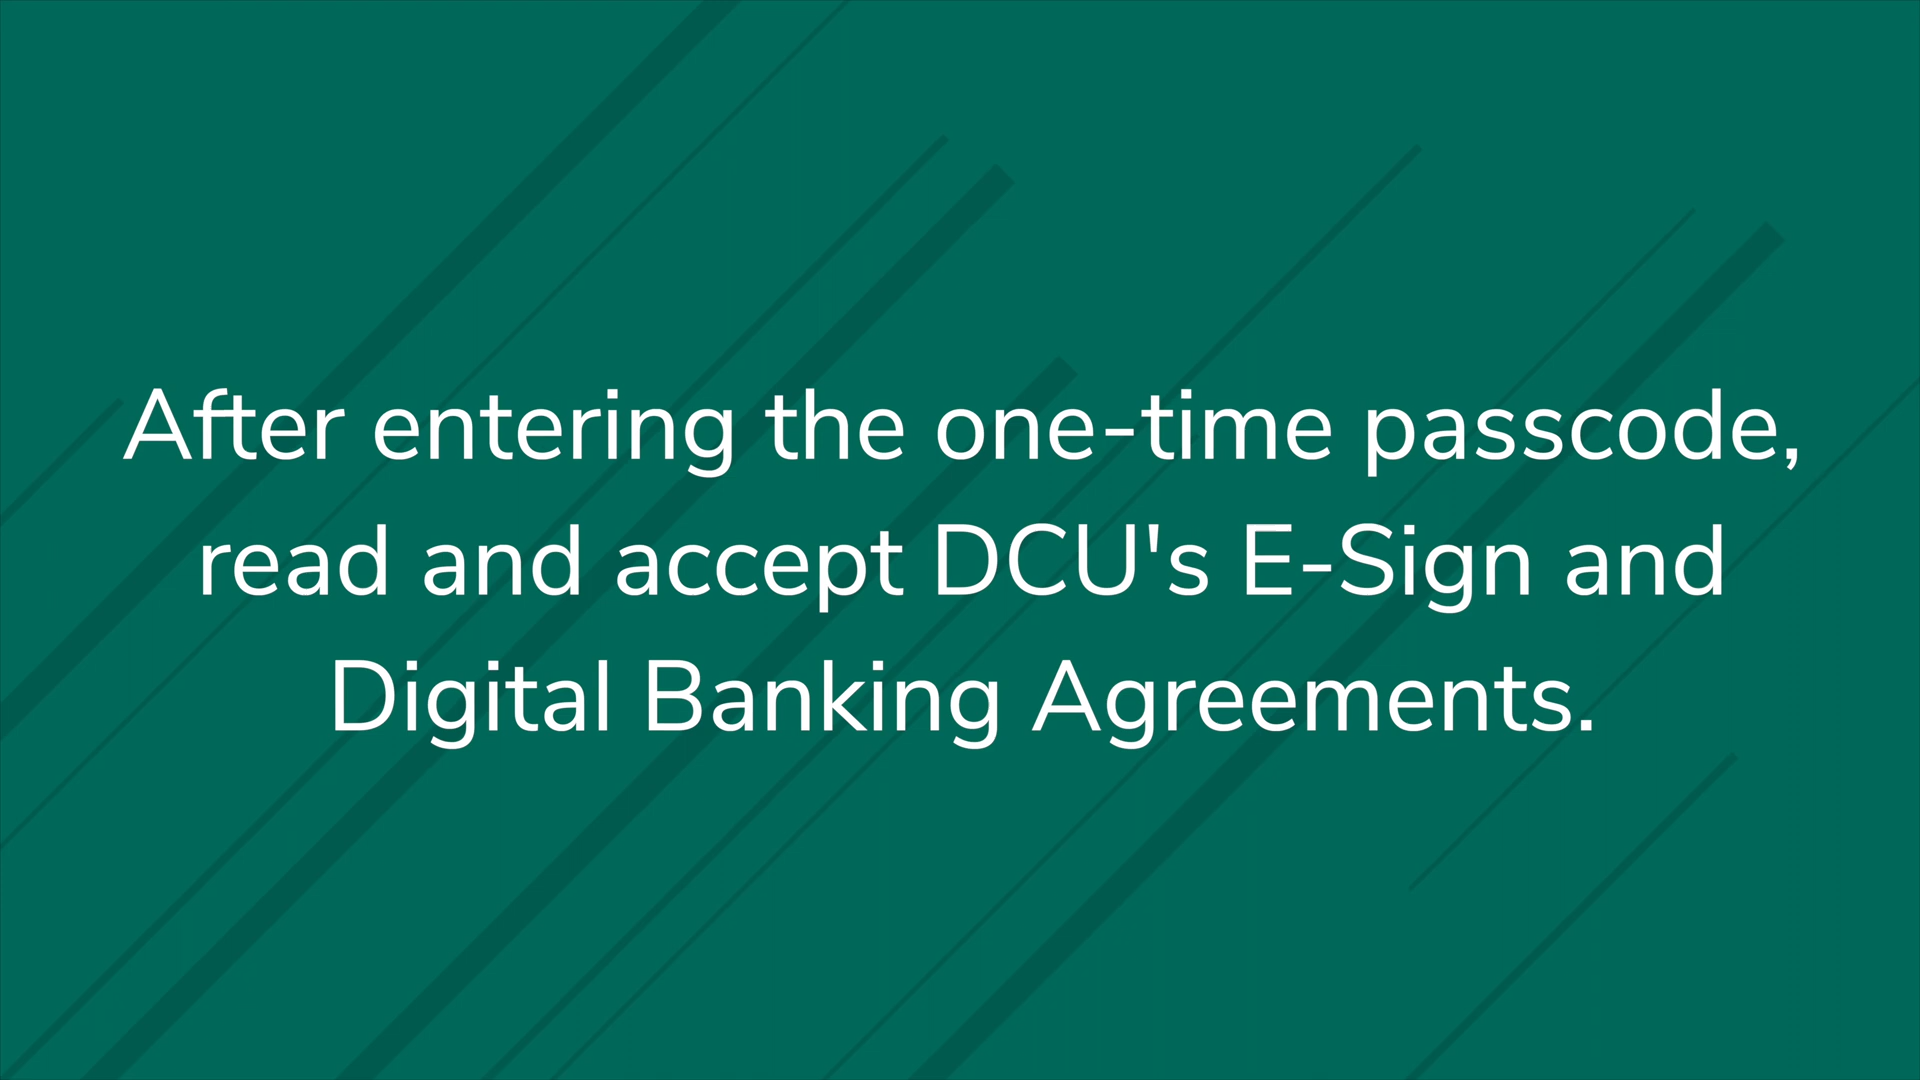 After entering the one-time passcode,
read and accept DCU's E-Sign and
Digital Banking Agreements.